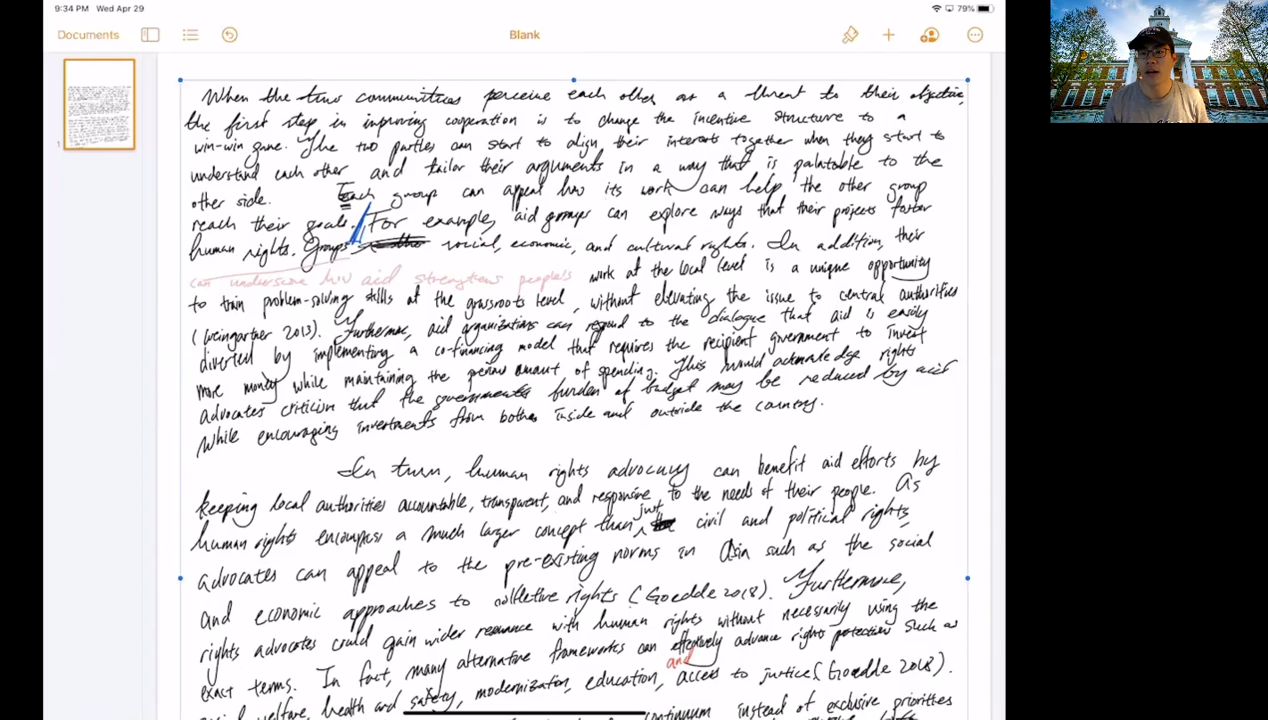 9:34 PM Wed Apr 29
79%
Documents
Blank
1
When the two communities perceive each other as a threat to their objective,
the first step in improving cooperation is to change the incentive structure to a
win-win game. The two parties can start to align their interests together when they start to
understand each other and tailor their arguments in a way that is palatable to the
other side. Each group can appeal how its work can help the other group
reach their goals. For example, aid groups can explore ways that their projects foster
human rights. Groups social, economic, and cultural rights. In addition, their
can underscore how aid strengthens people's work at the local level is a unique opportunity
to train problem-solving skills at the grassroots level, without elevating the issue to central authorities
(Weingartner 2013). Furthermore, aid organizations can respond to the dialogue that aid is easily
diverted by implementing a co-financing model that requires the recipient government to invest
more money while maintaining the amount of spending. This would acknowledge rights
advocates criticism that the governments burden of budget may be reduced by aid
while encouraging investments from both inside and outside the country.
In turn, human rights advocacy can benefit aid efforts by
keeping local authorities accountable, transparent, and responsive to the needs of their people. As
human rights encompass a much larger concept than just civil and political rights,
advocates can appeal to the pre-existing norms in Asia such as the social
and economic approaches to collective rights (Goedde 2018). Furthermore,
rights advocates could gain wider resonance with human rights without necessarily using the
exact terms. In fact, many alternative frameworks can effectively advance rights protection such as
social welfare, health and safety, modernization, education, and access to justice (Goedde 2018).
continuum instead of exclusive priorities